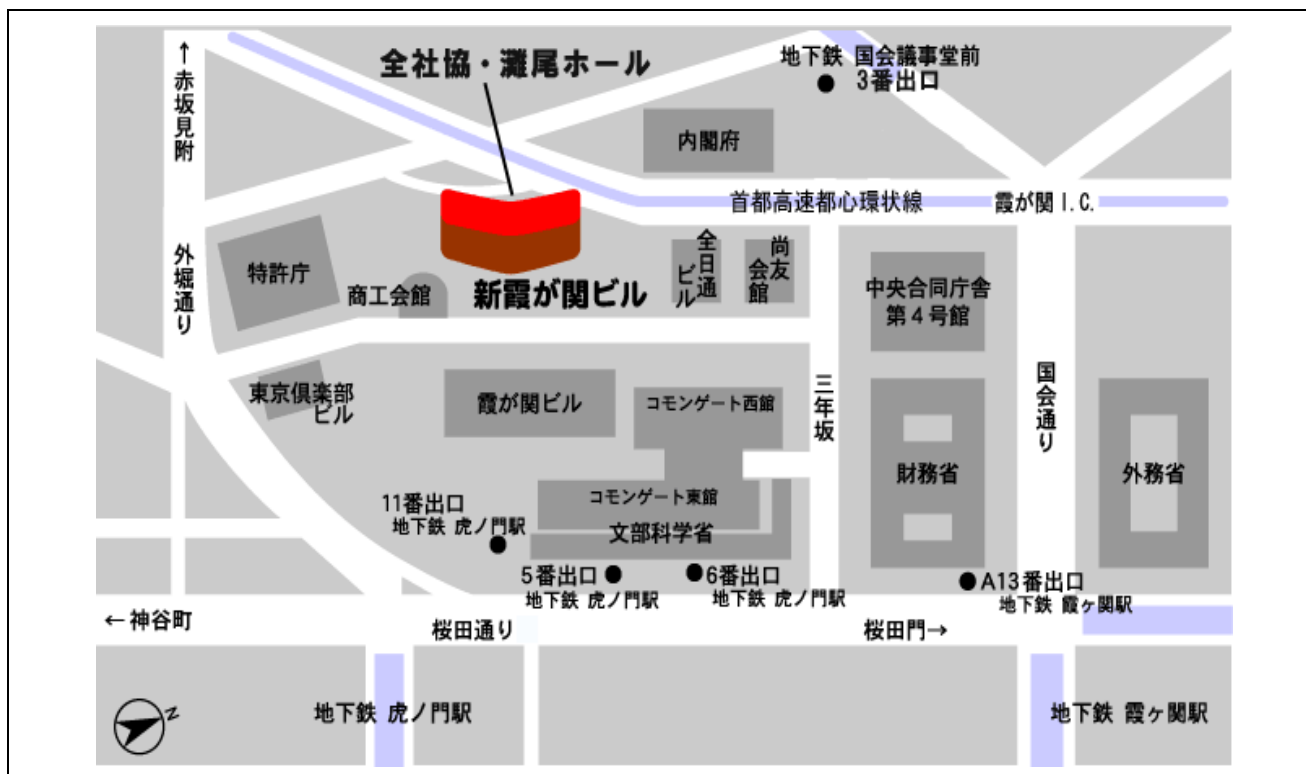 ↑赤坂見附
全社協・灘尾ホール
地下鉄 国会議事堂前
3番出口
内閣府
首都高速都心環状線
霞が関I.C.
外堀通り
特許庁
商工会館
新霞が関ビル
全日通
ビル
尚友
会館
中央合同庁舎
第4号館
東京倶楽部
ビル
霞が関ビル
コモンゲート西館
三年坂
国会通り
財務省
外務省
11番出口
地下鉄 虎ノ門駅
コモンゲート東館
文部科学省
5番出口
地下鉄 虎ノ門駅
6番出口
地下鉄 虎ノ門駅
A13番出口
地下鉄 霞ヶ関駅
←神谷町
桜田通り
桜田門→
N
地下鉄 虎ノ門駅
地下鉄 霞ヶ関駅